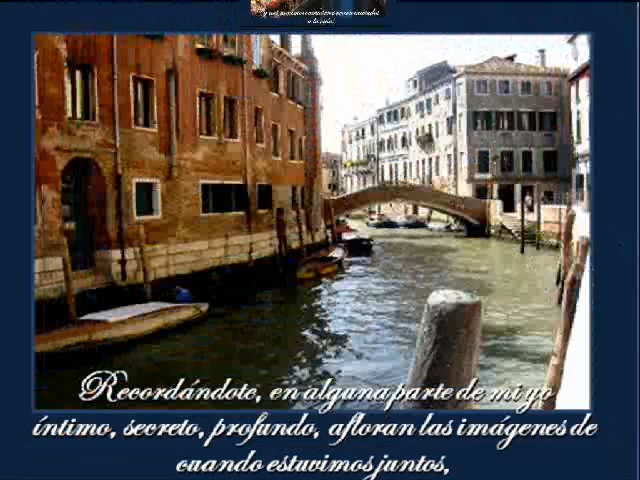 Recordándote, en alguna parte de mi yo
íntimo, secreto, profundo, afloran las imágenes de
cuando estuvimos juntos,